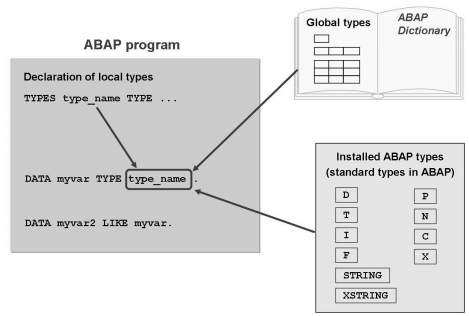 ABAP program
Declaration of local types
TYPES type_name TYPE ...
DATA myvar TYPE type_name .
DATA myvar2 LIKE myvar.
Global types
ABAP
Dictionary
Installed ABAP types
(standard types in ABAP)
D P
T N
I C
F X
STRING
XSTRING